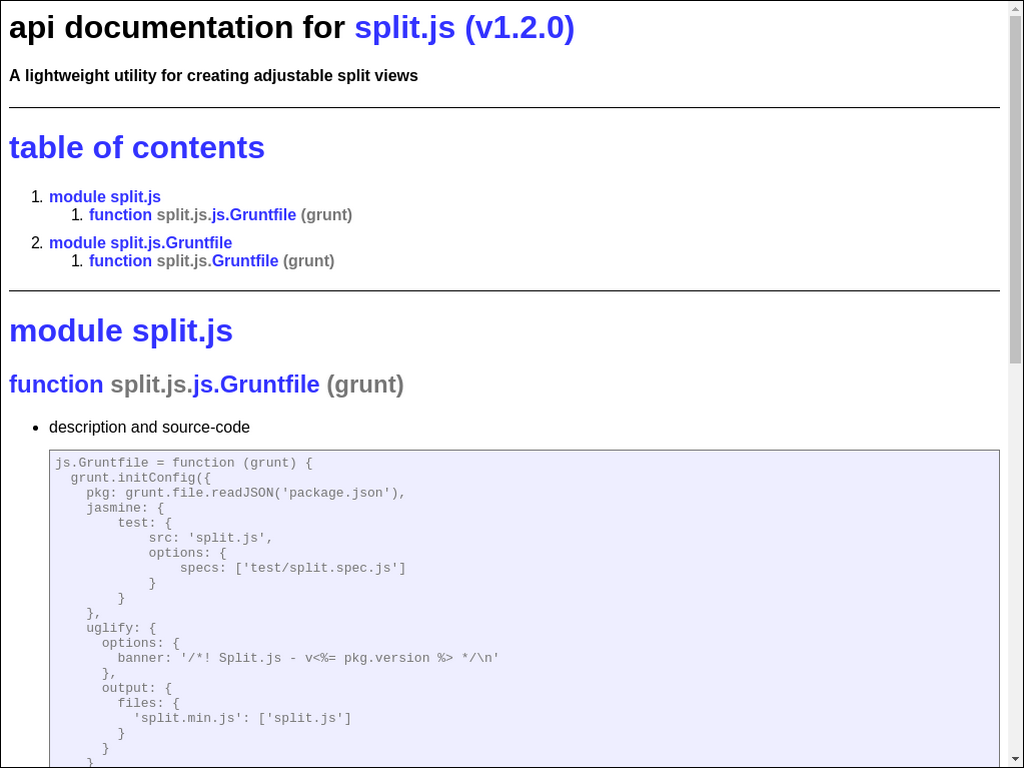 api documentation for split.js (v1.2.0)
A lightweight utility for creating adjustable split views
table of contents
1. module split.js
1. function split.js.js.Gruntfile (grunt)
2. module split.js.Gruntfile
1. function split.js.Gruntfile (grunt)
module split.js
function split.js.js.Gruntfile (grunt)
• description and source-code
js.Gruntfile = function (grunt) {
  grunt.initConfig({
    pkg: grunt.file.readJSON('package.json'),
    jasmine: {
        test: {
            src: 'split.js',
            options: {
                specs: ['test/split.spec.js']
            }
        }
    },
    uglify: {
      options: {
        banner: '/*! Split.js - v<%= pkg.version %> */\n'
      },
      output: {
        files: {
          'split.min.js': ['split.js']
        }
      }
    }